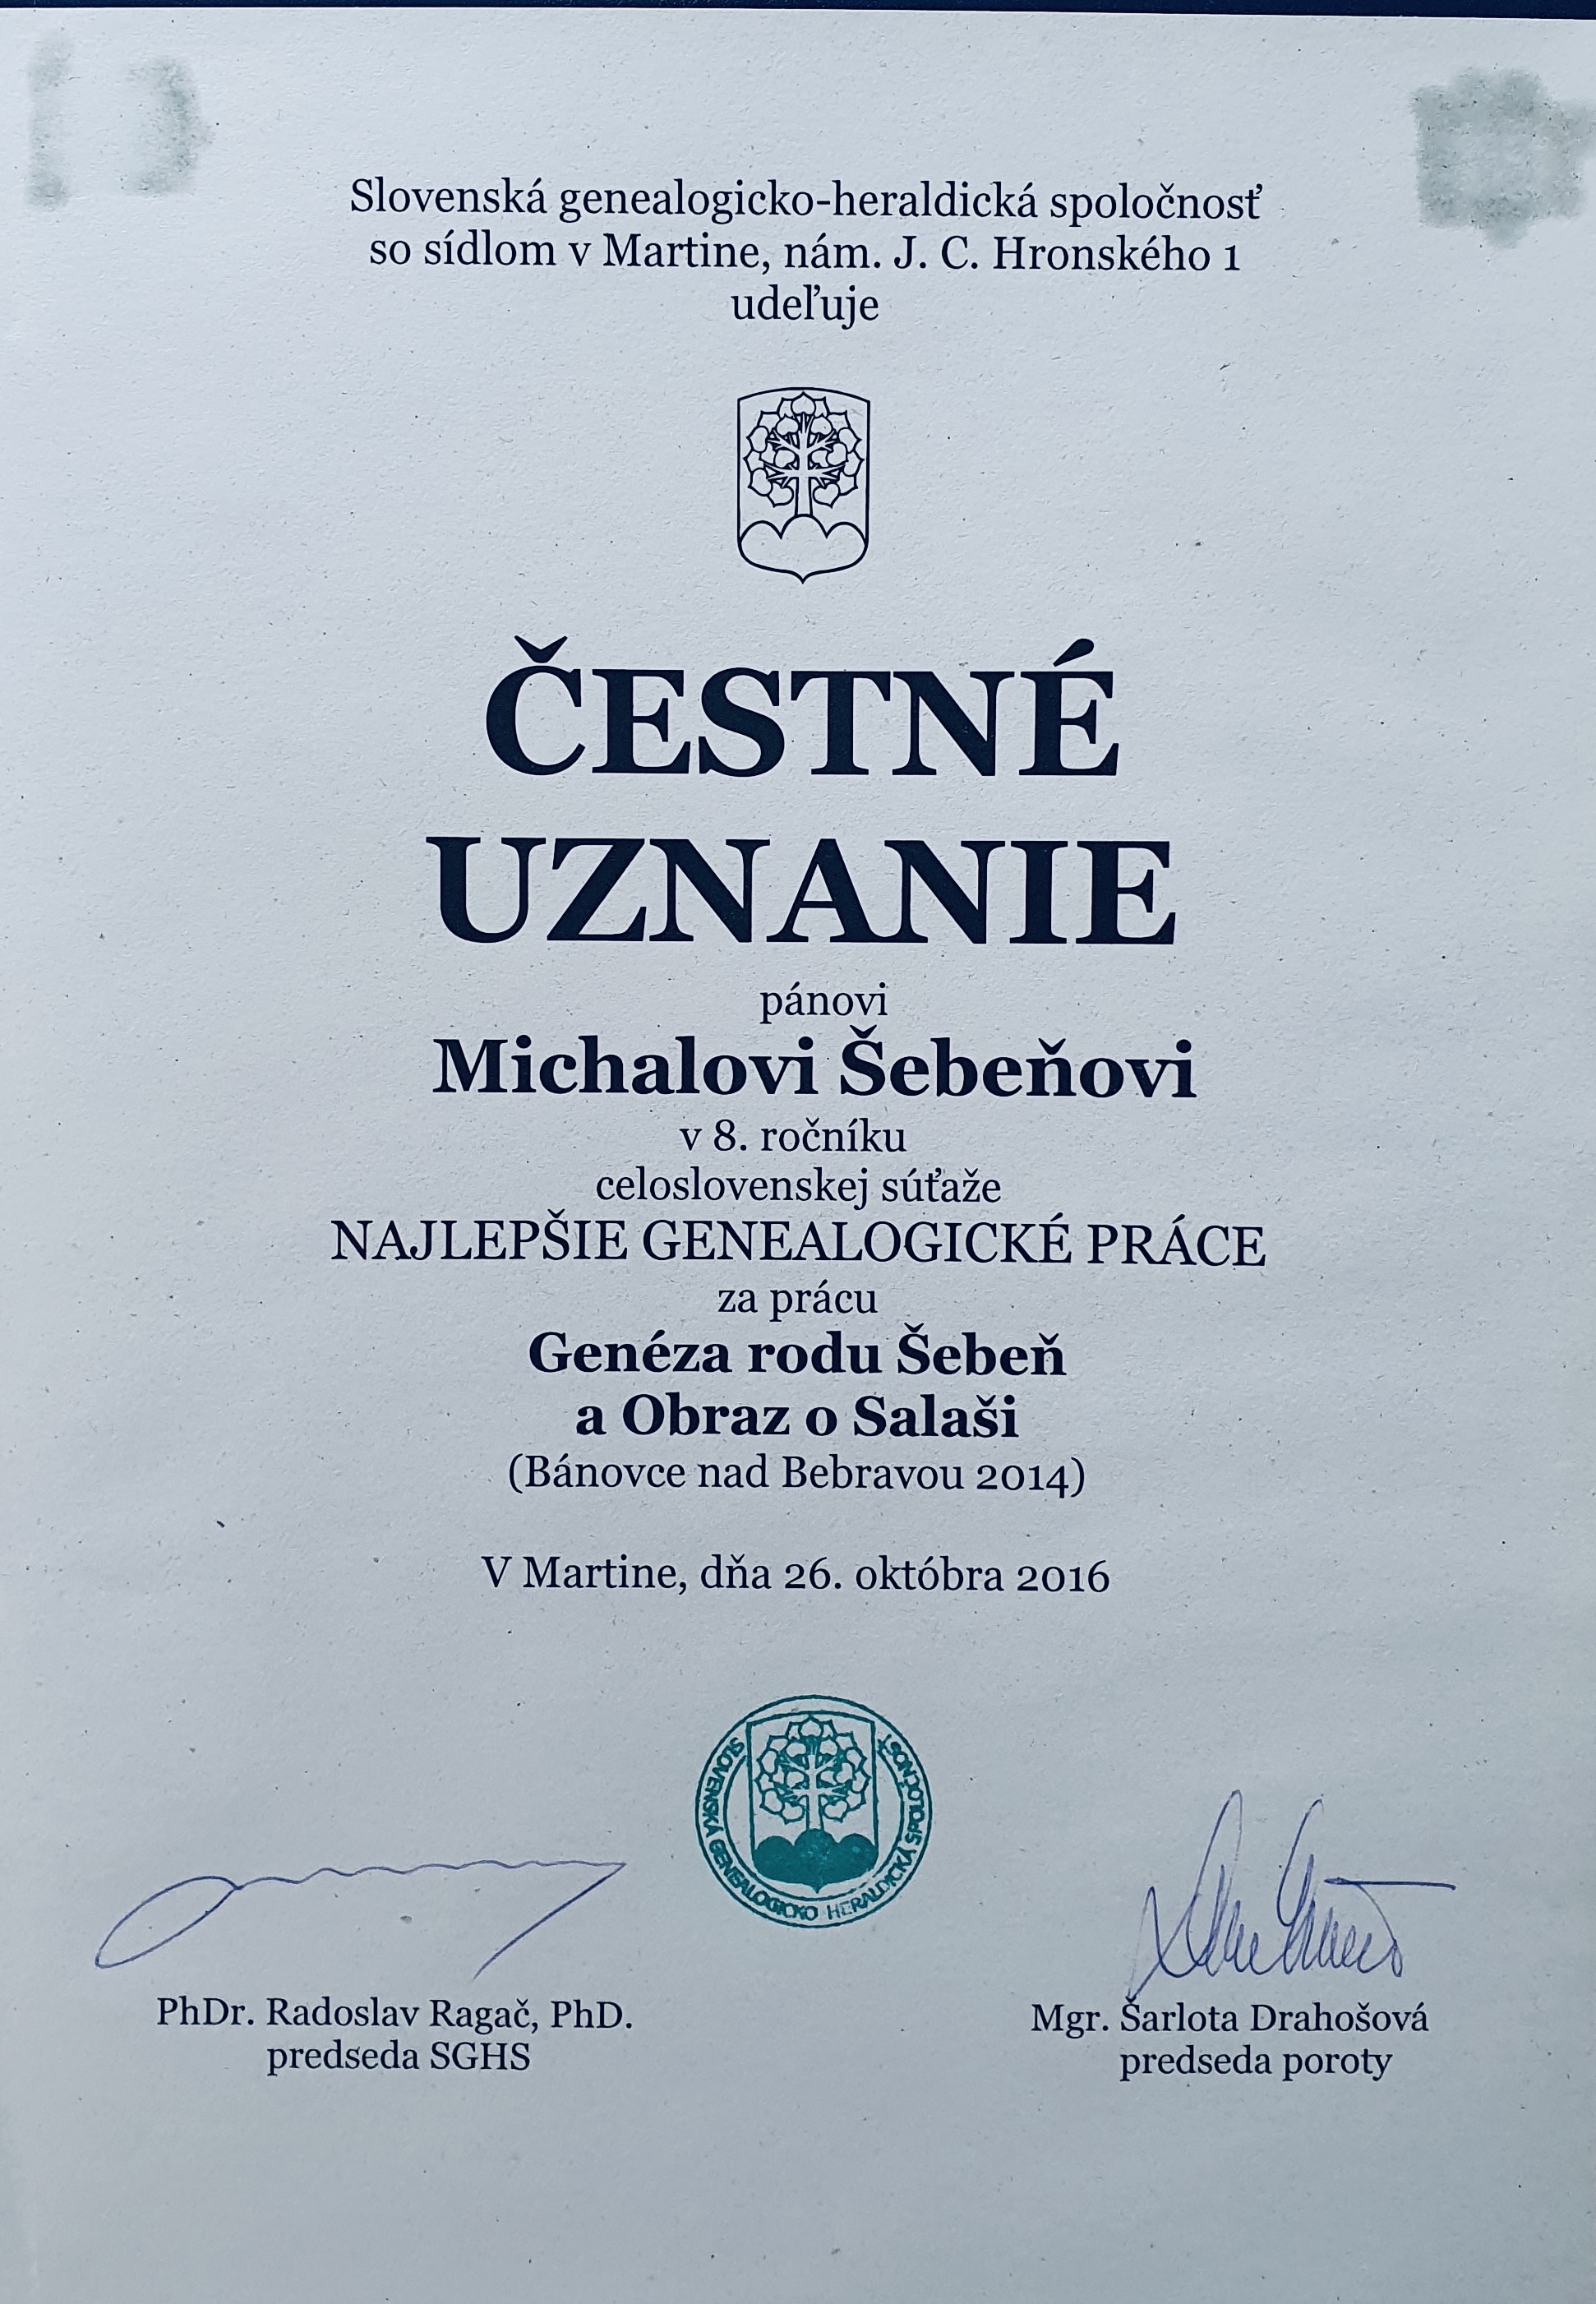 Slovenská genealogicko-heraldická spoločnosť
so sídlom v Martine, nám. J. C. Hronského 1
udeľuje
ČESTNÉ
UZNANIE
pánovi
Michalovi Šebeňovi
v 8. ročníku
celoslovenskej súťaže
NAJLEPŠIE GENEALOGICKÉ PRÁCE
za prácu
Genéza rodu Šebeň
a Obraz o Salaši
(Bánovce nad Bebravou 2014)
V Martine, dňa 26. októbra 2016
SLOVENSKÁ GENEALOGICKO HERALDICKÁ SPOLOČNOSŤ
PhDr. Radoslav Ragač, PhD.
predseda SGHS
Mgr. Šarlota Drahošová
predseda poroty